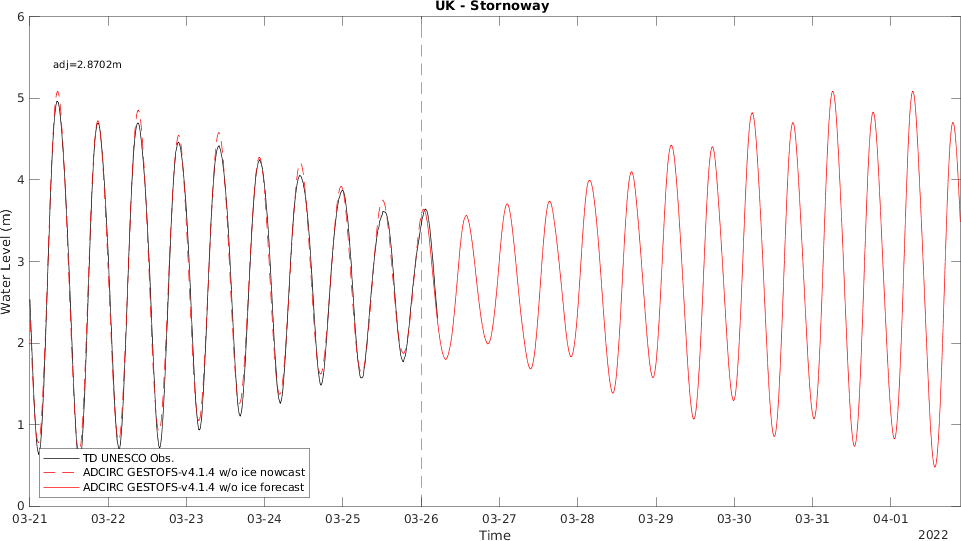 UK - Stornoway
6
adj=2.8702m
5
4
3
2
1
0
Water Level (m)
TD UNESCO Obs.
ADCIRC GESTOFS-v4.1.4 w/o ice nowcast
ADCIRC GESTOFS-v4.1.4 w/o ice forecast
03-21 03-22 03-23 03-24 03-25 03-26 03-27 03-28 03-29 03-30 03-31 04-01
Time
2022